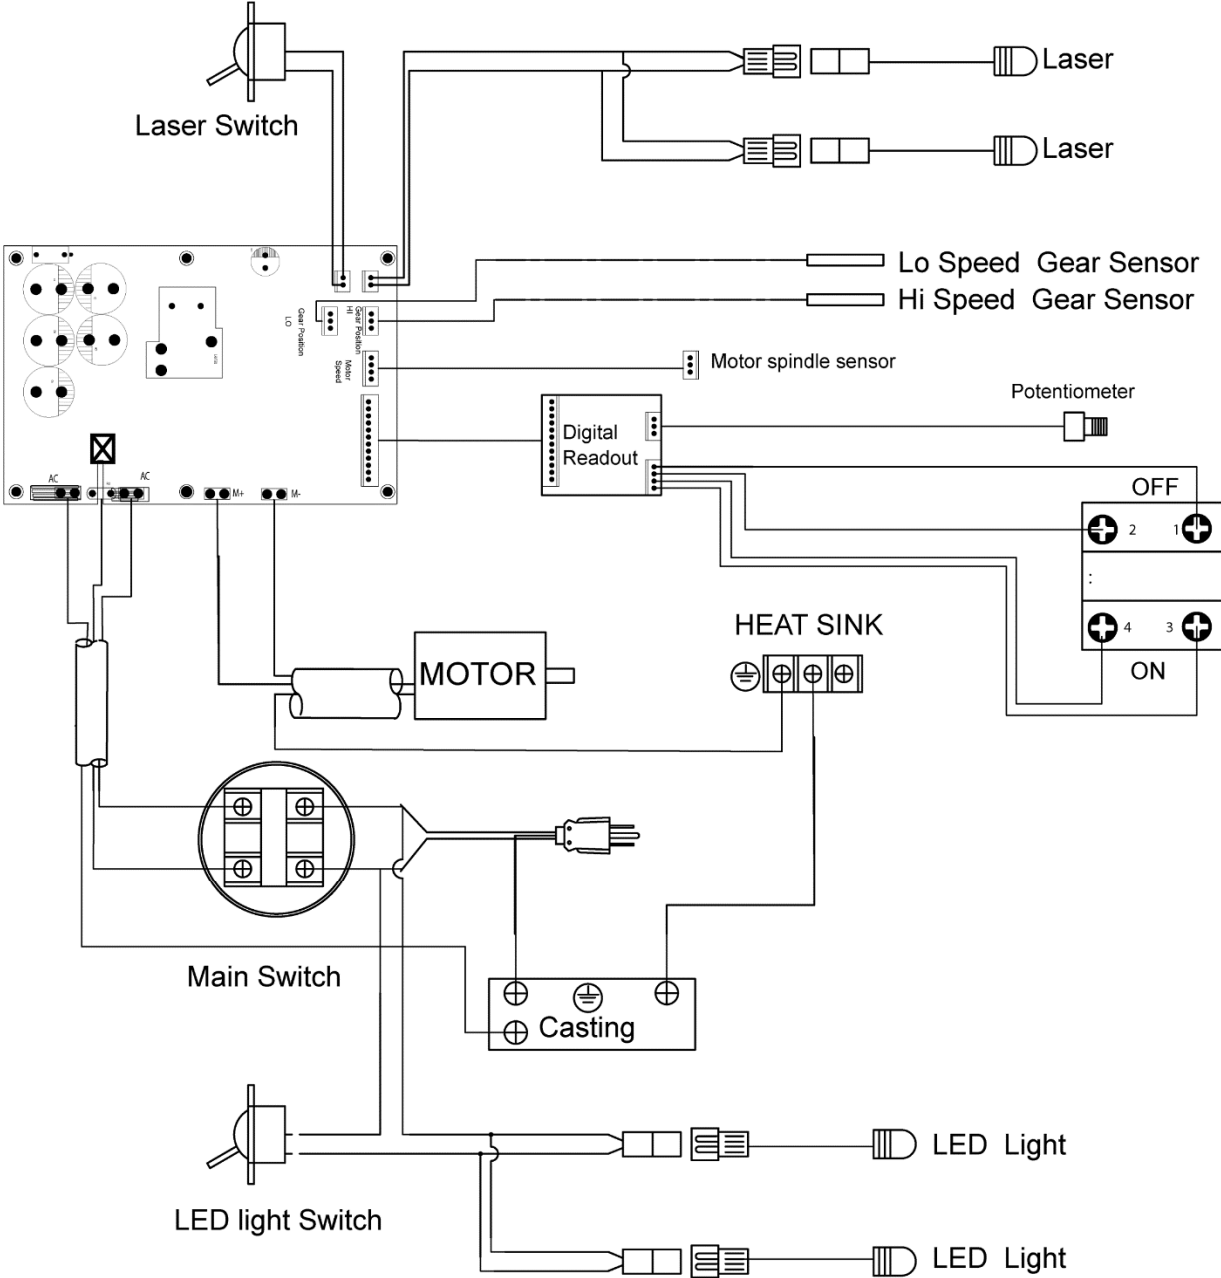 Laser
Laser Switch
Laser
Lo Speed Gear Sensor
Hi Speed Gear Sensor
Gear Position
LO
Gear Position
HI
Motor
Speed
Motor spindle sensor
Potentiometer
Digital
Readout
AC
AC
M+
M-
OFF
2
1
:
4
3
ON
HEAT SINK
MOTOR
Main Switch
Casting
LED Light
LED light Switch
LED Light